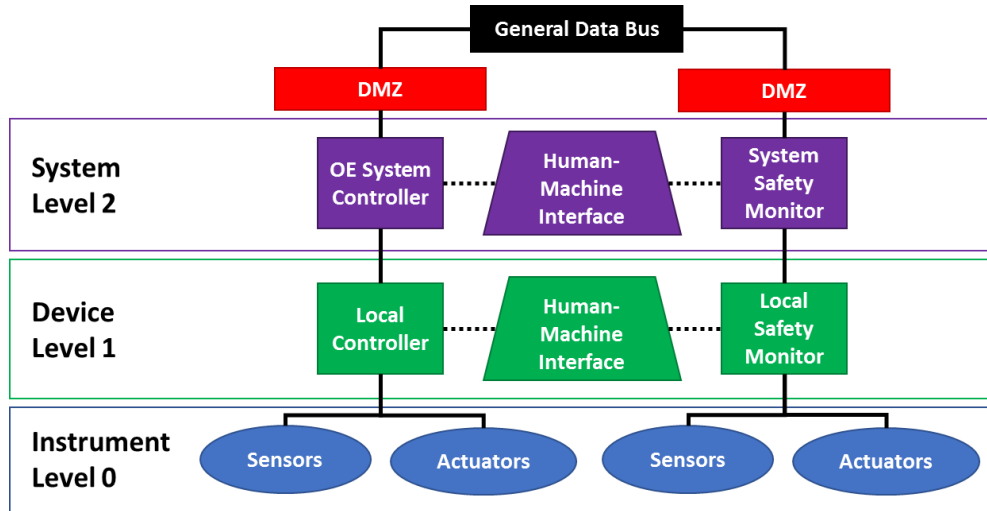 General Data Bus
DMZ
DMZ
System
Level 2
OE System
Controller
Human-
Machine
Interface
System
Safety
Monitor
Device
Level 1
Local
Controller
Human-
Machine
Interface
Local
Safety
Monitor
Instrument
Level 0
Sensors
Actuators
Sensors
Actuators